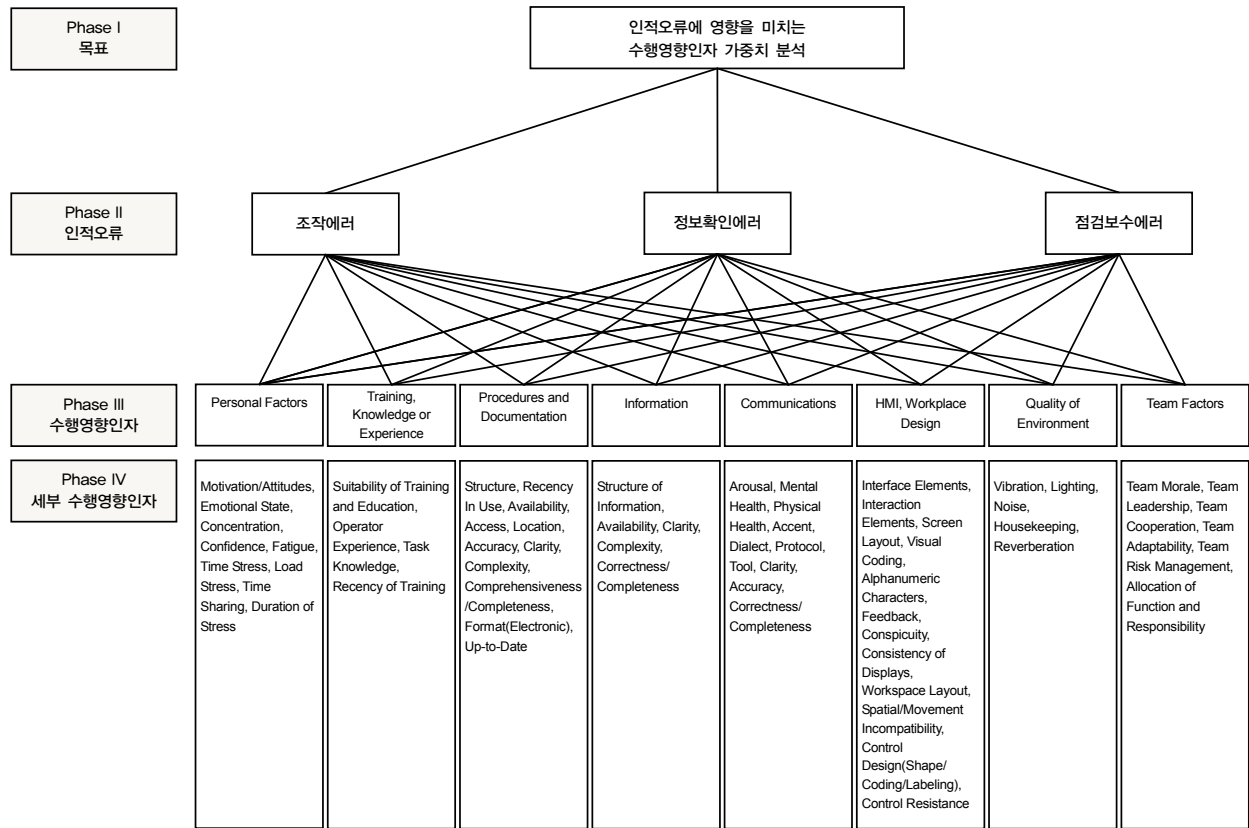 Phase I
목표
인적오류에 영향을 미치는
수행영향인자 가중치 분석
Phase II
인적오류
조작에러
정보확인에러
점검보수에러
Phase III
수행영향인자
Personal Factors
Training,
Knowledge or
Experience
Procedures and
Documentation
Information
Communications
HMI, Workplace
Design
Quality of
Environment
Team Factors
Phase IV
세부 수행영향인자
Motivation/Attitudes,
Emotional State,
Concentration,
Confidence, Fatigue,
Time Stress, Load
Stress, Time
Sharing, Duration of
Stress
Suitability of Training
and Education,
Operator
Experience, Task
Knowledge,
Recency of Training
Structure, Recency
In Use, Availability,
Access, Location,
Accuracy, Clarity,
Complexity,
Comprehensiveness
/Completeness,
Format(Electronic),
Up-to-Date
Structure of
Information,
Availability, Clarity,
Complexity,
Correctness/
Completeness
Arousal, Mental
Health, Physical
Health, Accent,
Dialect, Protocol,
Tool, Clarity,
Accuracy,
Correctness/
Completeness
Interface Elements,
Interaction
Elements, Screen
Layout, Visual
Coding,
Alphanumeric
Characters,
Feedback,
Conspicuity,
Consistency of
Displays,
Workspace Layout,
Spatial/Movement
Incompatibility,
Control
Design(Shape/
Coding/Labeling),
Control Resistance
Vibration, Lighting,
Noise,
Housekeeping,
Reverberation
Team Morale, Team
Leadership, Team
Cooperation, Team
Adaptability, Team
Risk Management,
Allocation of
Function and
Responsibility